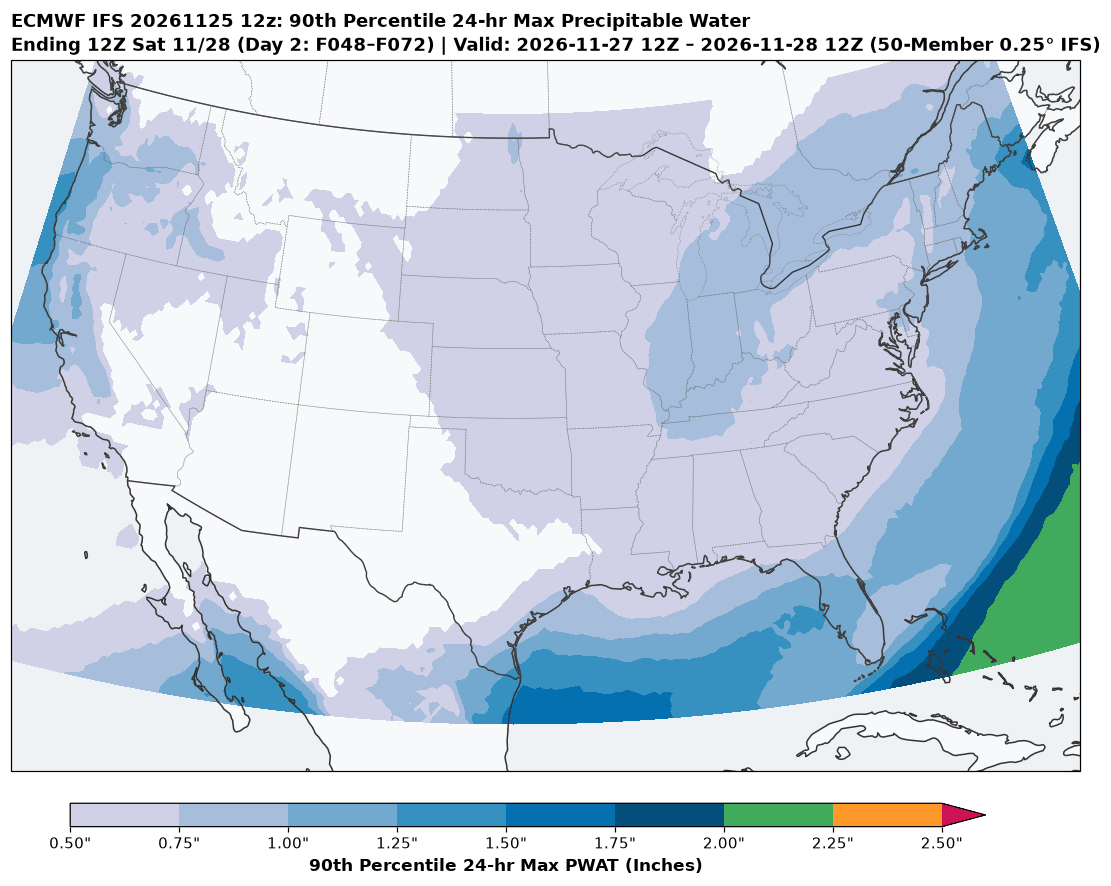 ECMWF IFS 20261125 12z: 90th Percentile 24-hr Max Precipitable Water
Ending 12Z Sat 11/28 (Day 2: F048–F072) | Valid: 2026-11-27 12Z – 2026-11-28 12Z (50-Member 0.25° IFS)
0.50" 0.75" 1.00" 1.25" 1.50" 1.75" 2.00" 2.25" 2.50"
90th Percentile 24-hr Max PWAT (Inches)